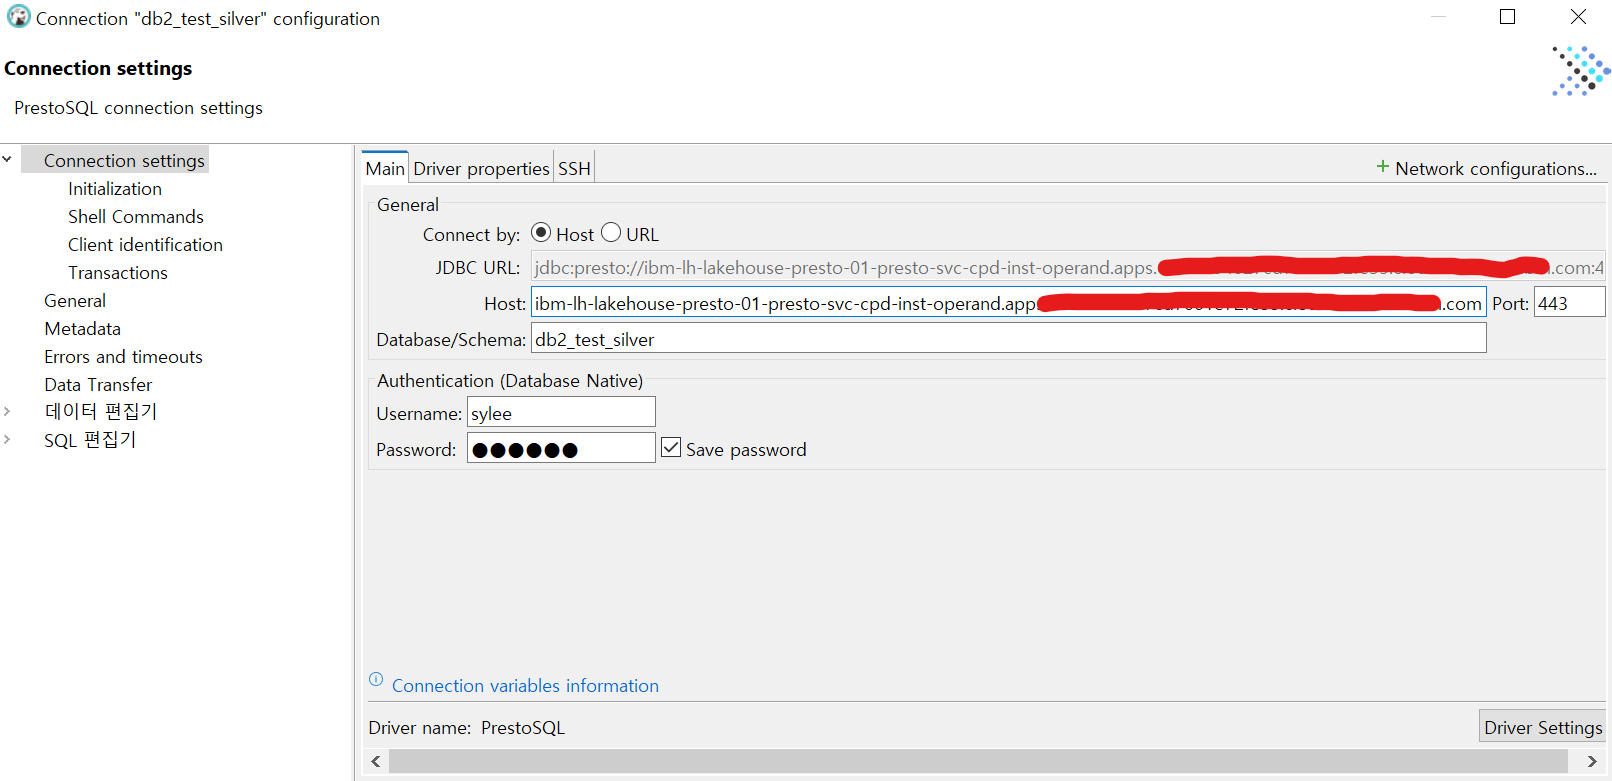 Connection "db2_test_silver" configuration
Connection settings
PrestoSQL connection settings
Connection settings
Initialization
Shell Commands
Client identification
Transactions
General
Metadata
Errors and timeouts
Data Transfer
데이터 편집기
SQL 편집기
Main Driver properties SSH
Network configurations...
General
Connect by: Host URL
JDBC URL: jdbc:presto://ibm-lh-lakehouse-presto-01-presto-svc-cpd-inst-operand.apps. .com:4
Host: ibm-lh-lakehouse-presto-01-presto-svc-cpd-inst-operand.app .com Port: 443
Database/Schema: db2_test_silver
Authentication (Database Native)
Username: sylee
Password: ●●●●●● Save password
Connection variables information
Driver name: PrestoSQL
Driver Settings